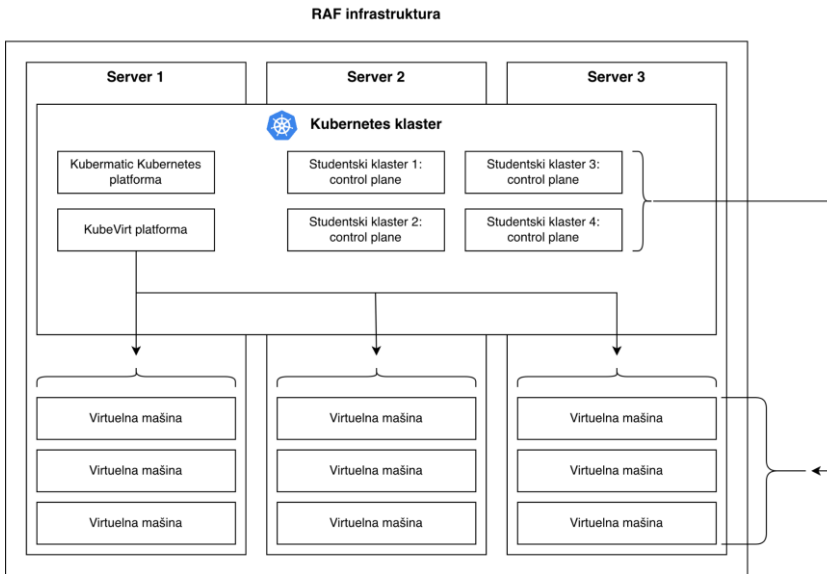 RAF infrastruktura
Server 1
Server 2
Server 3
Kubernetes klaster
Kubermatic Kubernetes
platforma
Studentski klaster 1:
control plane
Studentski klaster 3:
control plane
KubeVirt platforma
Studentski klaster 2:
control plane
Studentski klaster 4:
control plane
Virtuelna mašina
Virtuelna mašina
Virtuelna mašina
Virtuelna mašina
Virtuelna mašina
Virtuelna mašina
Virtuelna mašina
Virtuelna mašina
Virtuelna mašina